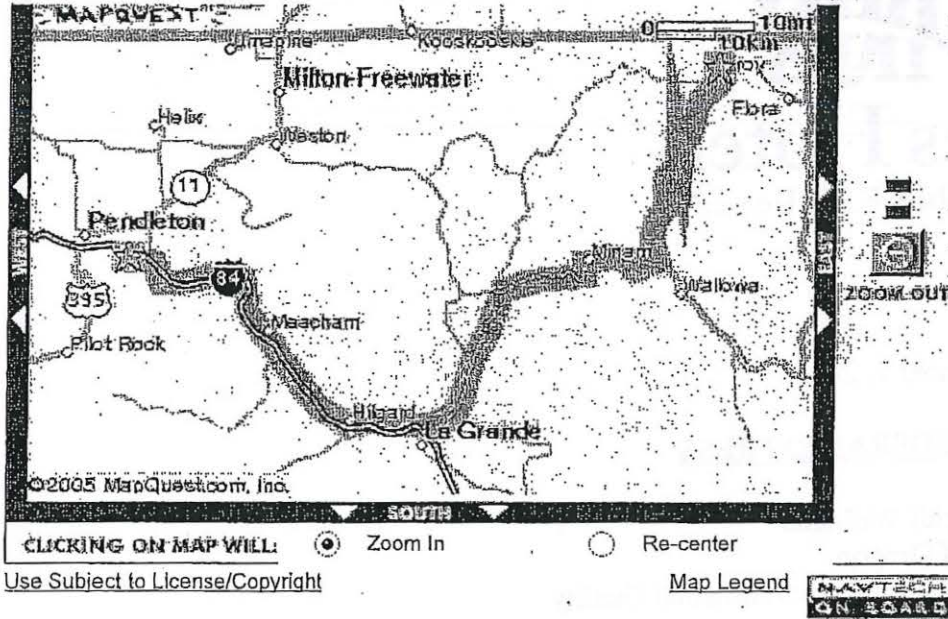 MAPQUEST
0 10mi
10Km
Kooskooskie
Milton-Freewater
Flora
Helix
Weston
11
Pendleton
WEST
84
Minam
395
Wallowa
ZOOM OUT
Meacham
Pilot Rock
Hilgard
La Grande
©2005 MapQuest.com, Inc.
SOUTH
CLICKING ON MAP WILL: Zoom In Re-center
Use Subject to License/Copyright Map Legend
NAVTECH
ON BOARD